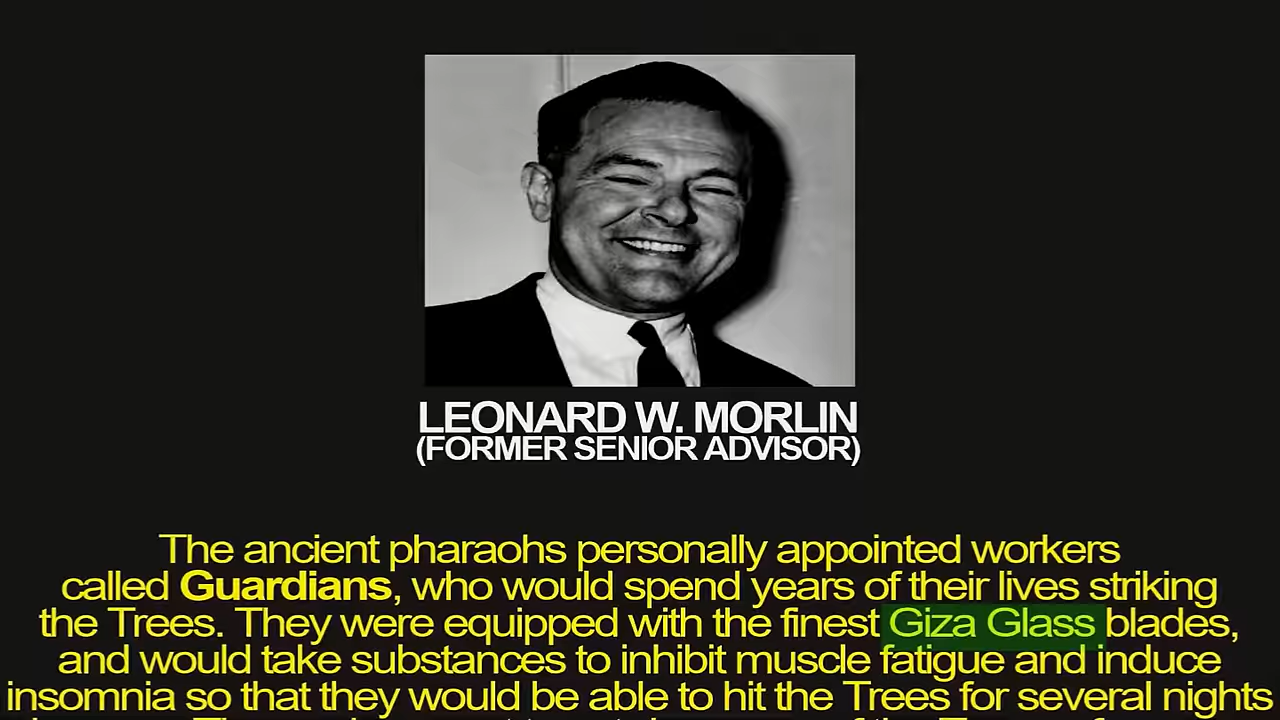 LEONARD W. MORLIN
(FORMER SENIOR ADVISOR)
The ancient pharaohs personally appointed workers
called Guardians, who would spend years of their lives striking
the Trees. They were equipped with the finest Giza Glass blades,
and would take substances to inhibit muscle fatigue and induce
insomnia so that they would be able to hit the Trees for several nights